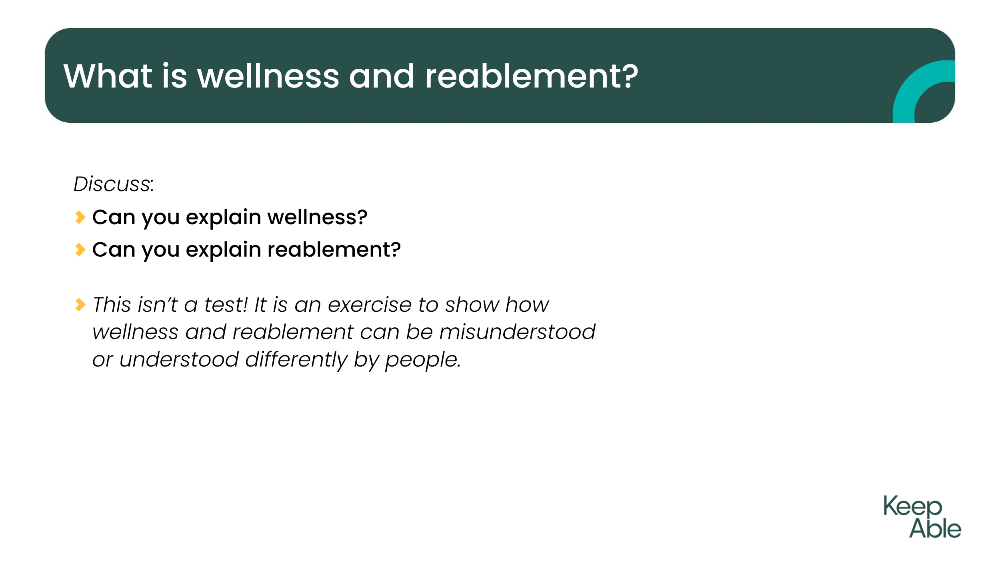 What is wellness and reablement?
Discuss:
Can you explain wellness?
Can you explain reablement?
This isn’t a test! It is an exercise to show how
wellness and reablement can be misunderstood
or understood differently by people.
Keep
Able